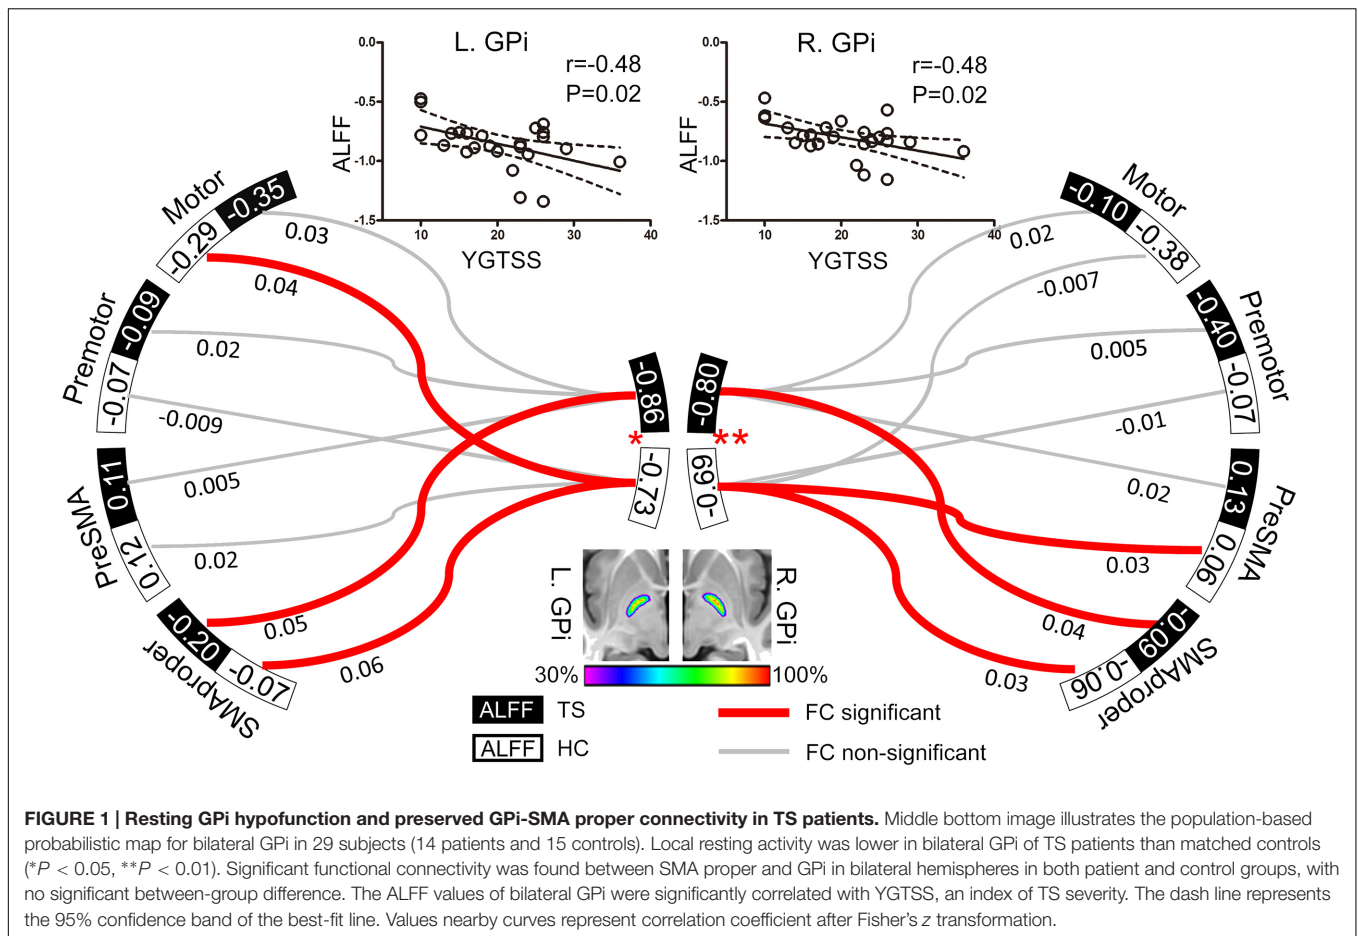 L. GPi
r=-0.48
P=0.02
ALFF
0.0
-0.5
-1.0
-1.5
10
20
30
40
YGTSS
R. GPi
r=-0.48
P=0.02
ALFF
0.0
-0.5
-1.0
-1.5
10
20
30
40
YGTSS
Motor
-0.35
-0.29
0.03
0.04
Premotor
-0.09
-0.07
0.02
-0.009
PreSMA
0.11
0.12
0.005
0.02
SMAproper
-0.20
-0.07
0.05
0.06
-0.86
*
-0.73
-0.80
**
-0.69
Motor
-0.10
-0.38
0.02
-0.007
Premotor
-0.40
-0.07
0.005
-0.01
PreSMA
0.13
0.06
0.02
0.03
SMAproper
-0.09
-0.06
0.04
0.03
L. GPi
R. GPi
30%
100%
ALFF TS
ALFF HC
FC significant
FC non-significant
FIGURE 1 | Resting GPi hypofunction and preserved GPi-SMA proper connectivity in TS patients. Middle bottom image illustrates the population-based
probabilistic map for bilateral GPi in 29 subjects (14 patients and 15 controls). Local resting activity was lower in bilateral GPi of TS patients than matched controls
(*P < 0.05, **P < 0.01). Significant functional connectivity was found between SMA proper and GPi in bilateral hemispheres in both patient and control groups, with
no significant between-group difference. The ALFF values of bilateral GPi were significantly correlated with YGTSS, an index of TS severity. The dash line represents
the 95% confidence band of the best-fit line. Values nearby curves represent correlation coefficient after Fisher's z transformation.